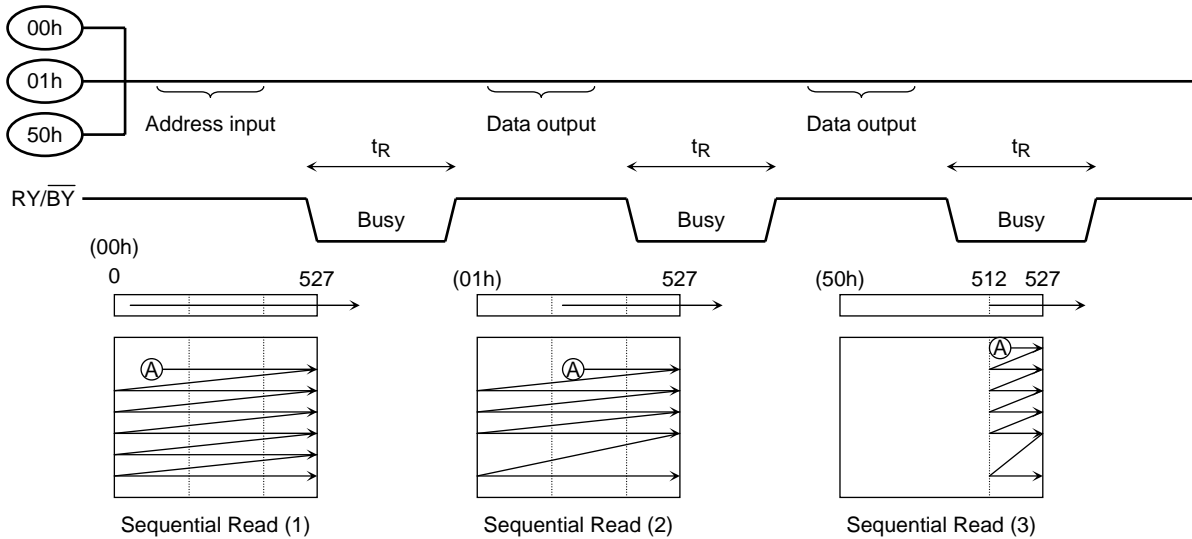 00h
01h
50h
Address input
Data output
Data output
tR
tR
tR
RY/BY
Busy
Busy
Busy
(00h)
0
527
(01h)
527
(50h)
512
527
A
A
A
Sequential Read (1)
Sequential Read (2)
Sequential Read (3)